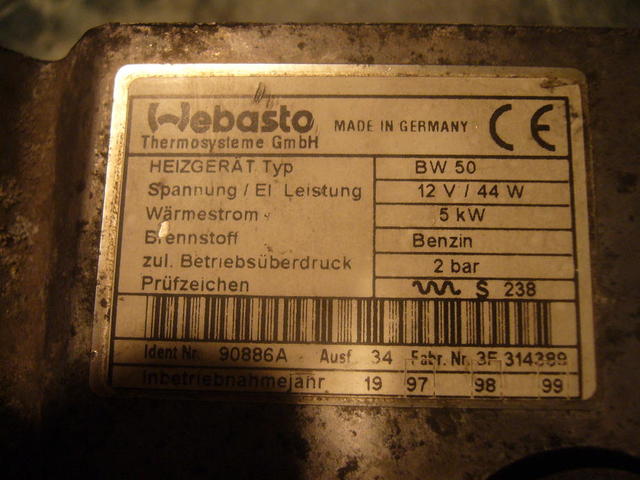 Webasto MADE IN GERMANY CE
Thermosysteme GmbH
HEIZGERÄT Typ BW 50
Spannung / El. Leistung 12 V / 44 W
Wärmestrom 5 kW
Brennstoff Benzin
zul. Betriebsüberdruck 2 bar
Prüfzeichen S 238
Ident Nr. 90886A Ausf. 34 Fabr. Nr. 3F 314389
Inbetriebnahmejahr 19 97 98 99